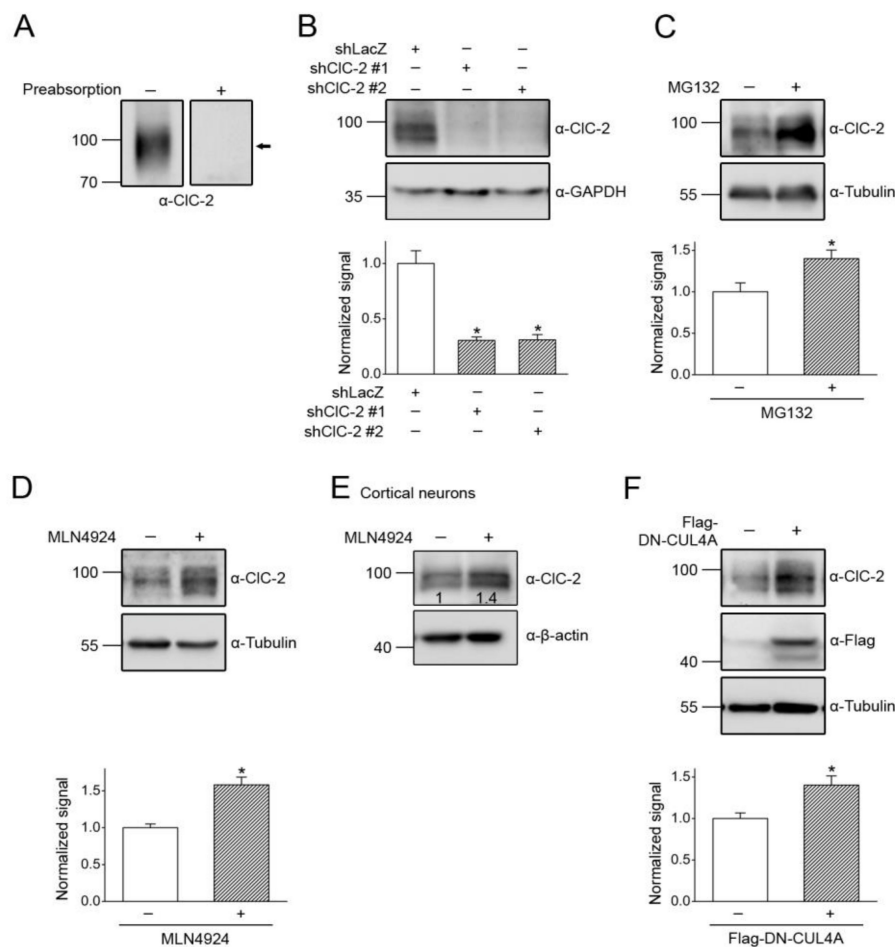 A
Preabsorption – +
100
70
α-ClC-2
B
shLacZ + – –
shClC-2 #1 – + –
shClC-2 #2 – – +
100
α-ClC-2
35
α-GAPDH
Normalized signal
1.0
0.5
0.0
* *
shLacZ + – –
shClC-2 #1 – + –
shClC-2 #2 – – +
C
MG132 – +
100
α-ClC-2
55
α-Tubulin
Normalized signal
1.5
1.0
0.5
0.0
*
– +
MG132
D
MLN4924 – +
100
α-ClC-2
55
α-Tubulin
Normalized signal
1.5
1.0
0.5
0.0
*
– +
MLN4924
E Cortical neurons
MLN4924 – +
100
α-ClC-2
1 1.4
40
α-β-actin
F
Flag-
DN-CUL4A – +
100
α-ClC-2
40
α-Flag
55
α-Tubulin
Normalized signal
1.5
1.0
0.5
0.0
*
– +
Flag-DN-CUL4A